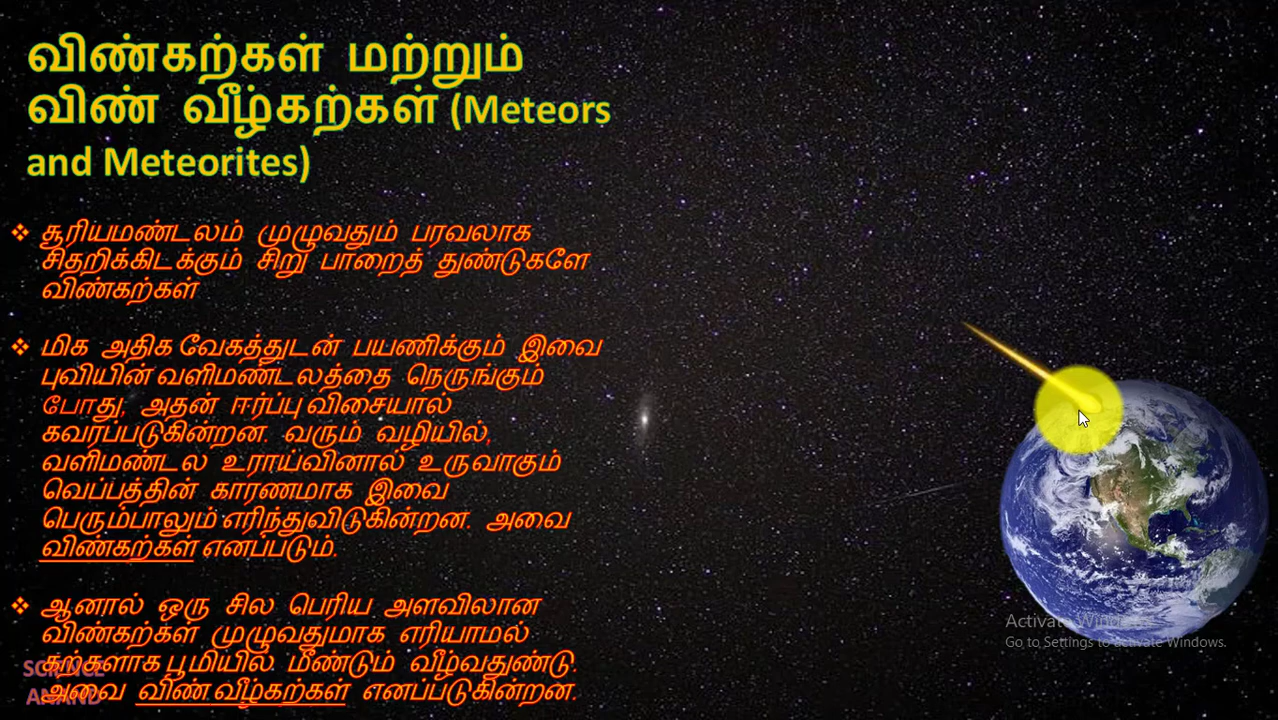 விண்கற்கள் மற்றும்
விண் வீழ்கற்கள் (Meteors
and Meteorites)
❖ சூரியமண்டலம் முழுவதும் பரவலாக
சிதறிக்கிடக்கும் சிறு பாறைத் துண்டுகளே
விண்கற்கள்
❖ மிக அதிக வேகத்துடன் பயணிக்கும் இவை
புவியின் வளிமண்டலத்தை நெருங்கும்
போது, அதன் ஈர்ப்பு விசையால்
கவரப்படுகின்றன. வரும் வழியில்,
வளிமண்டல உராய்வினால் உருவாகும்
வெப்பத்தின் காரணமாக இவை
பெரும்பாலும் எரிந்துவிடுகின்றன. அவை
விண்கற்கள் எனப்படும்.
❖ ஆனால் ஒரு சில பெரிய அளவிலான
விண்கற்கள் முழுவதுமாக எரியாமல்
கற்களாக பூமியில் மீண்டும் வீழ்வதுண்டு.
அவை விண் வீழ்கற்கள் எனப்படுகின்றன.
SCIENCE
ANAND
Activate Windows
Go to Settings to activate Windows.